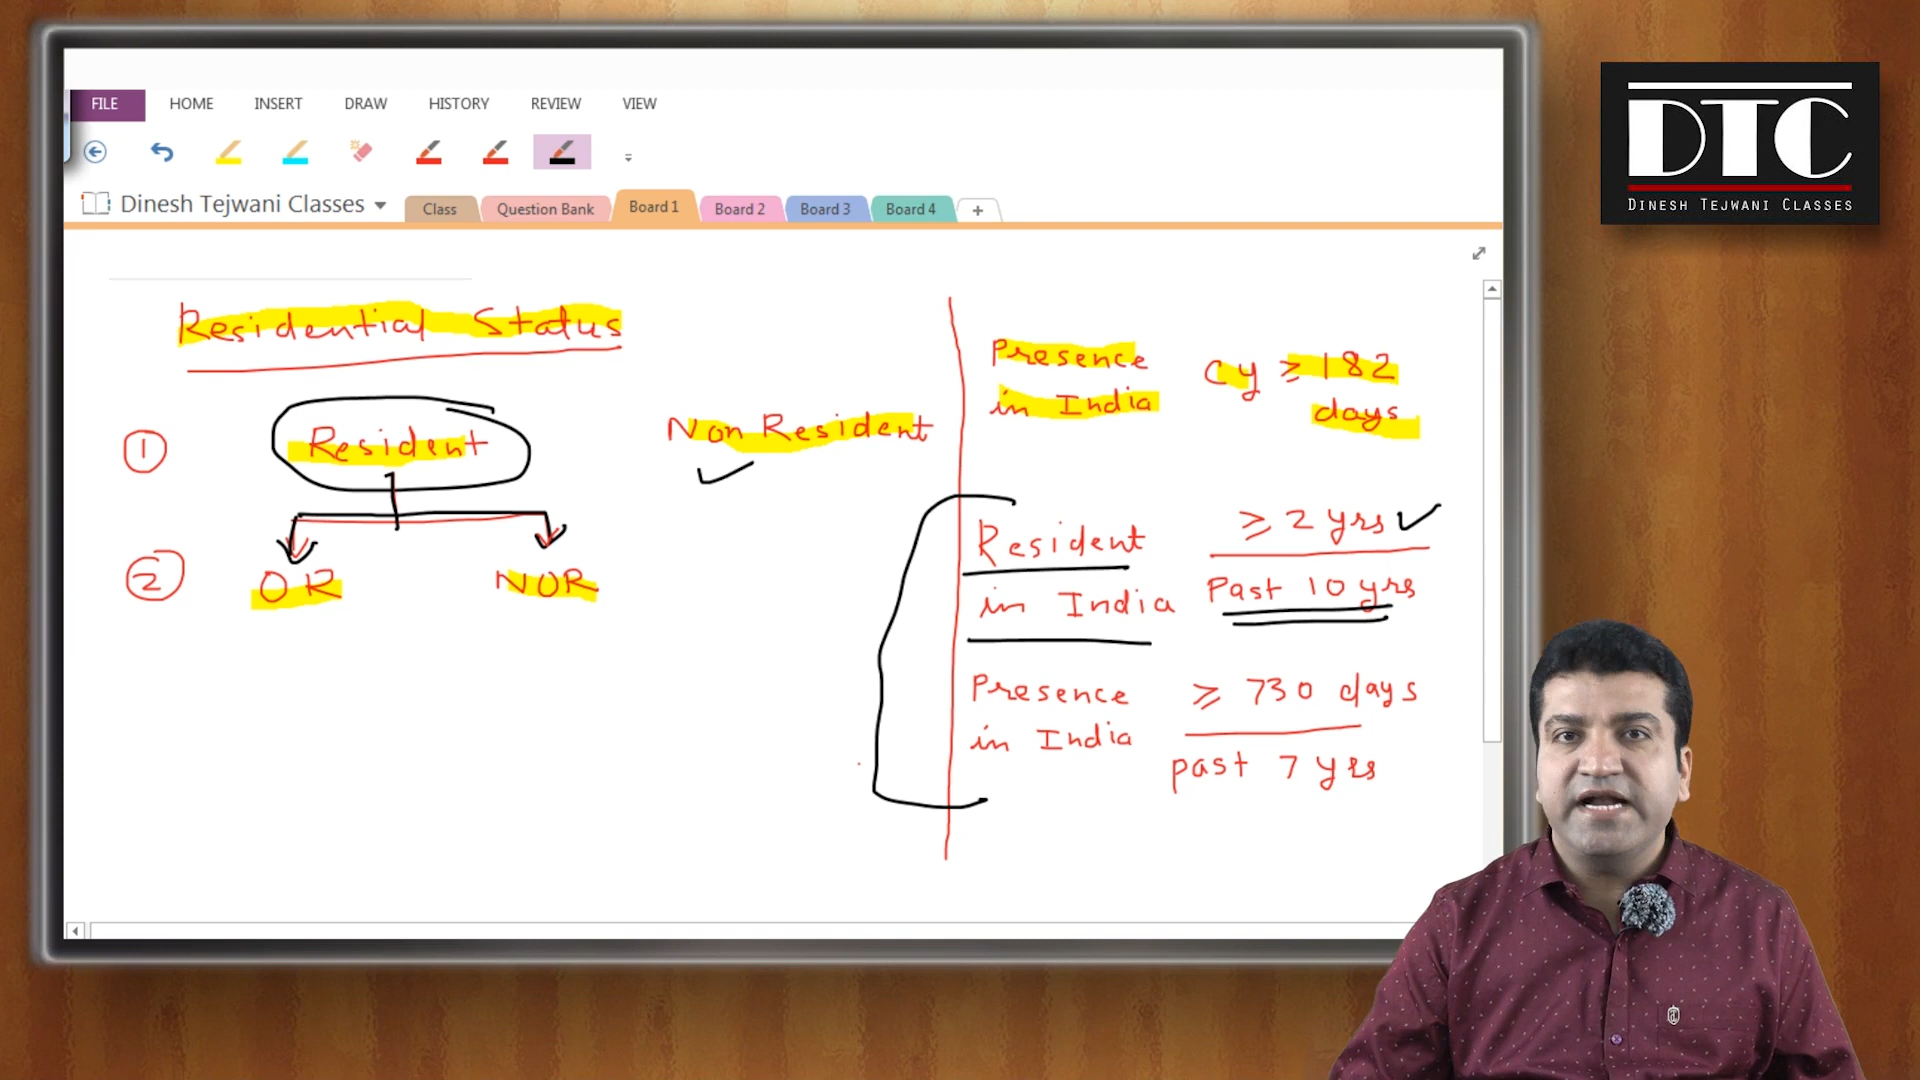 FILE HOME INSERT DRAW HISTORY REVIEW VIEW
Dinesh Tejwani Classes Class Question Bank Board 1 Board 2 Board 3 Board 4 +
DTC
DINESH TEJWANI CLASSES
Residential Status
1 Resident Non Resident
2 OR NOR
Presence
in India
CY ≥ 182
days
Resident
in India
≥ 2 yrs
Past 10 yrs
Presence
in India
≥ 730 days
past 7 yrs